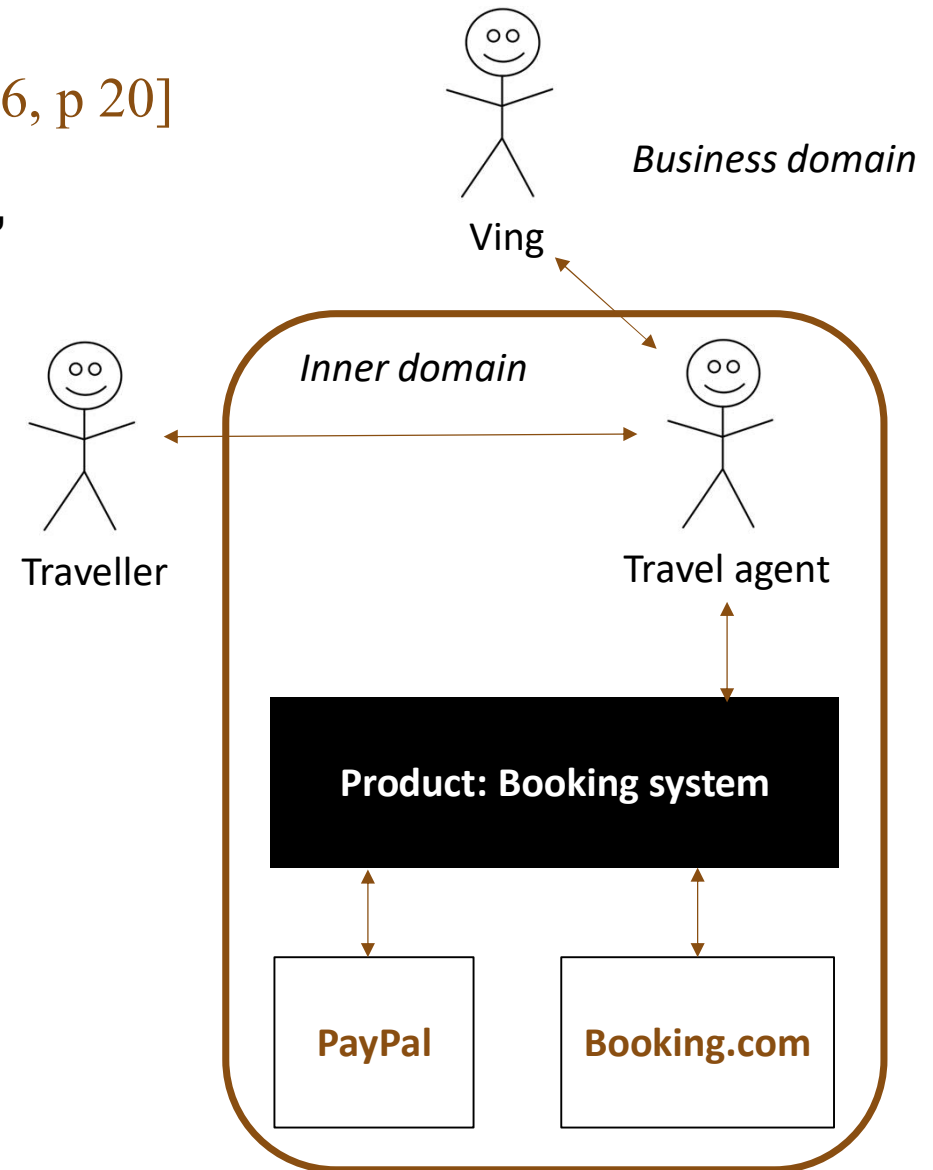 6, p 20]
Business domain
,
Ving
Inner domain
Traveller
Travel agent
Product: Booking system
PayPal
Booking.com